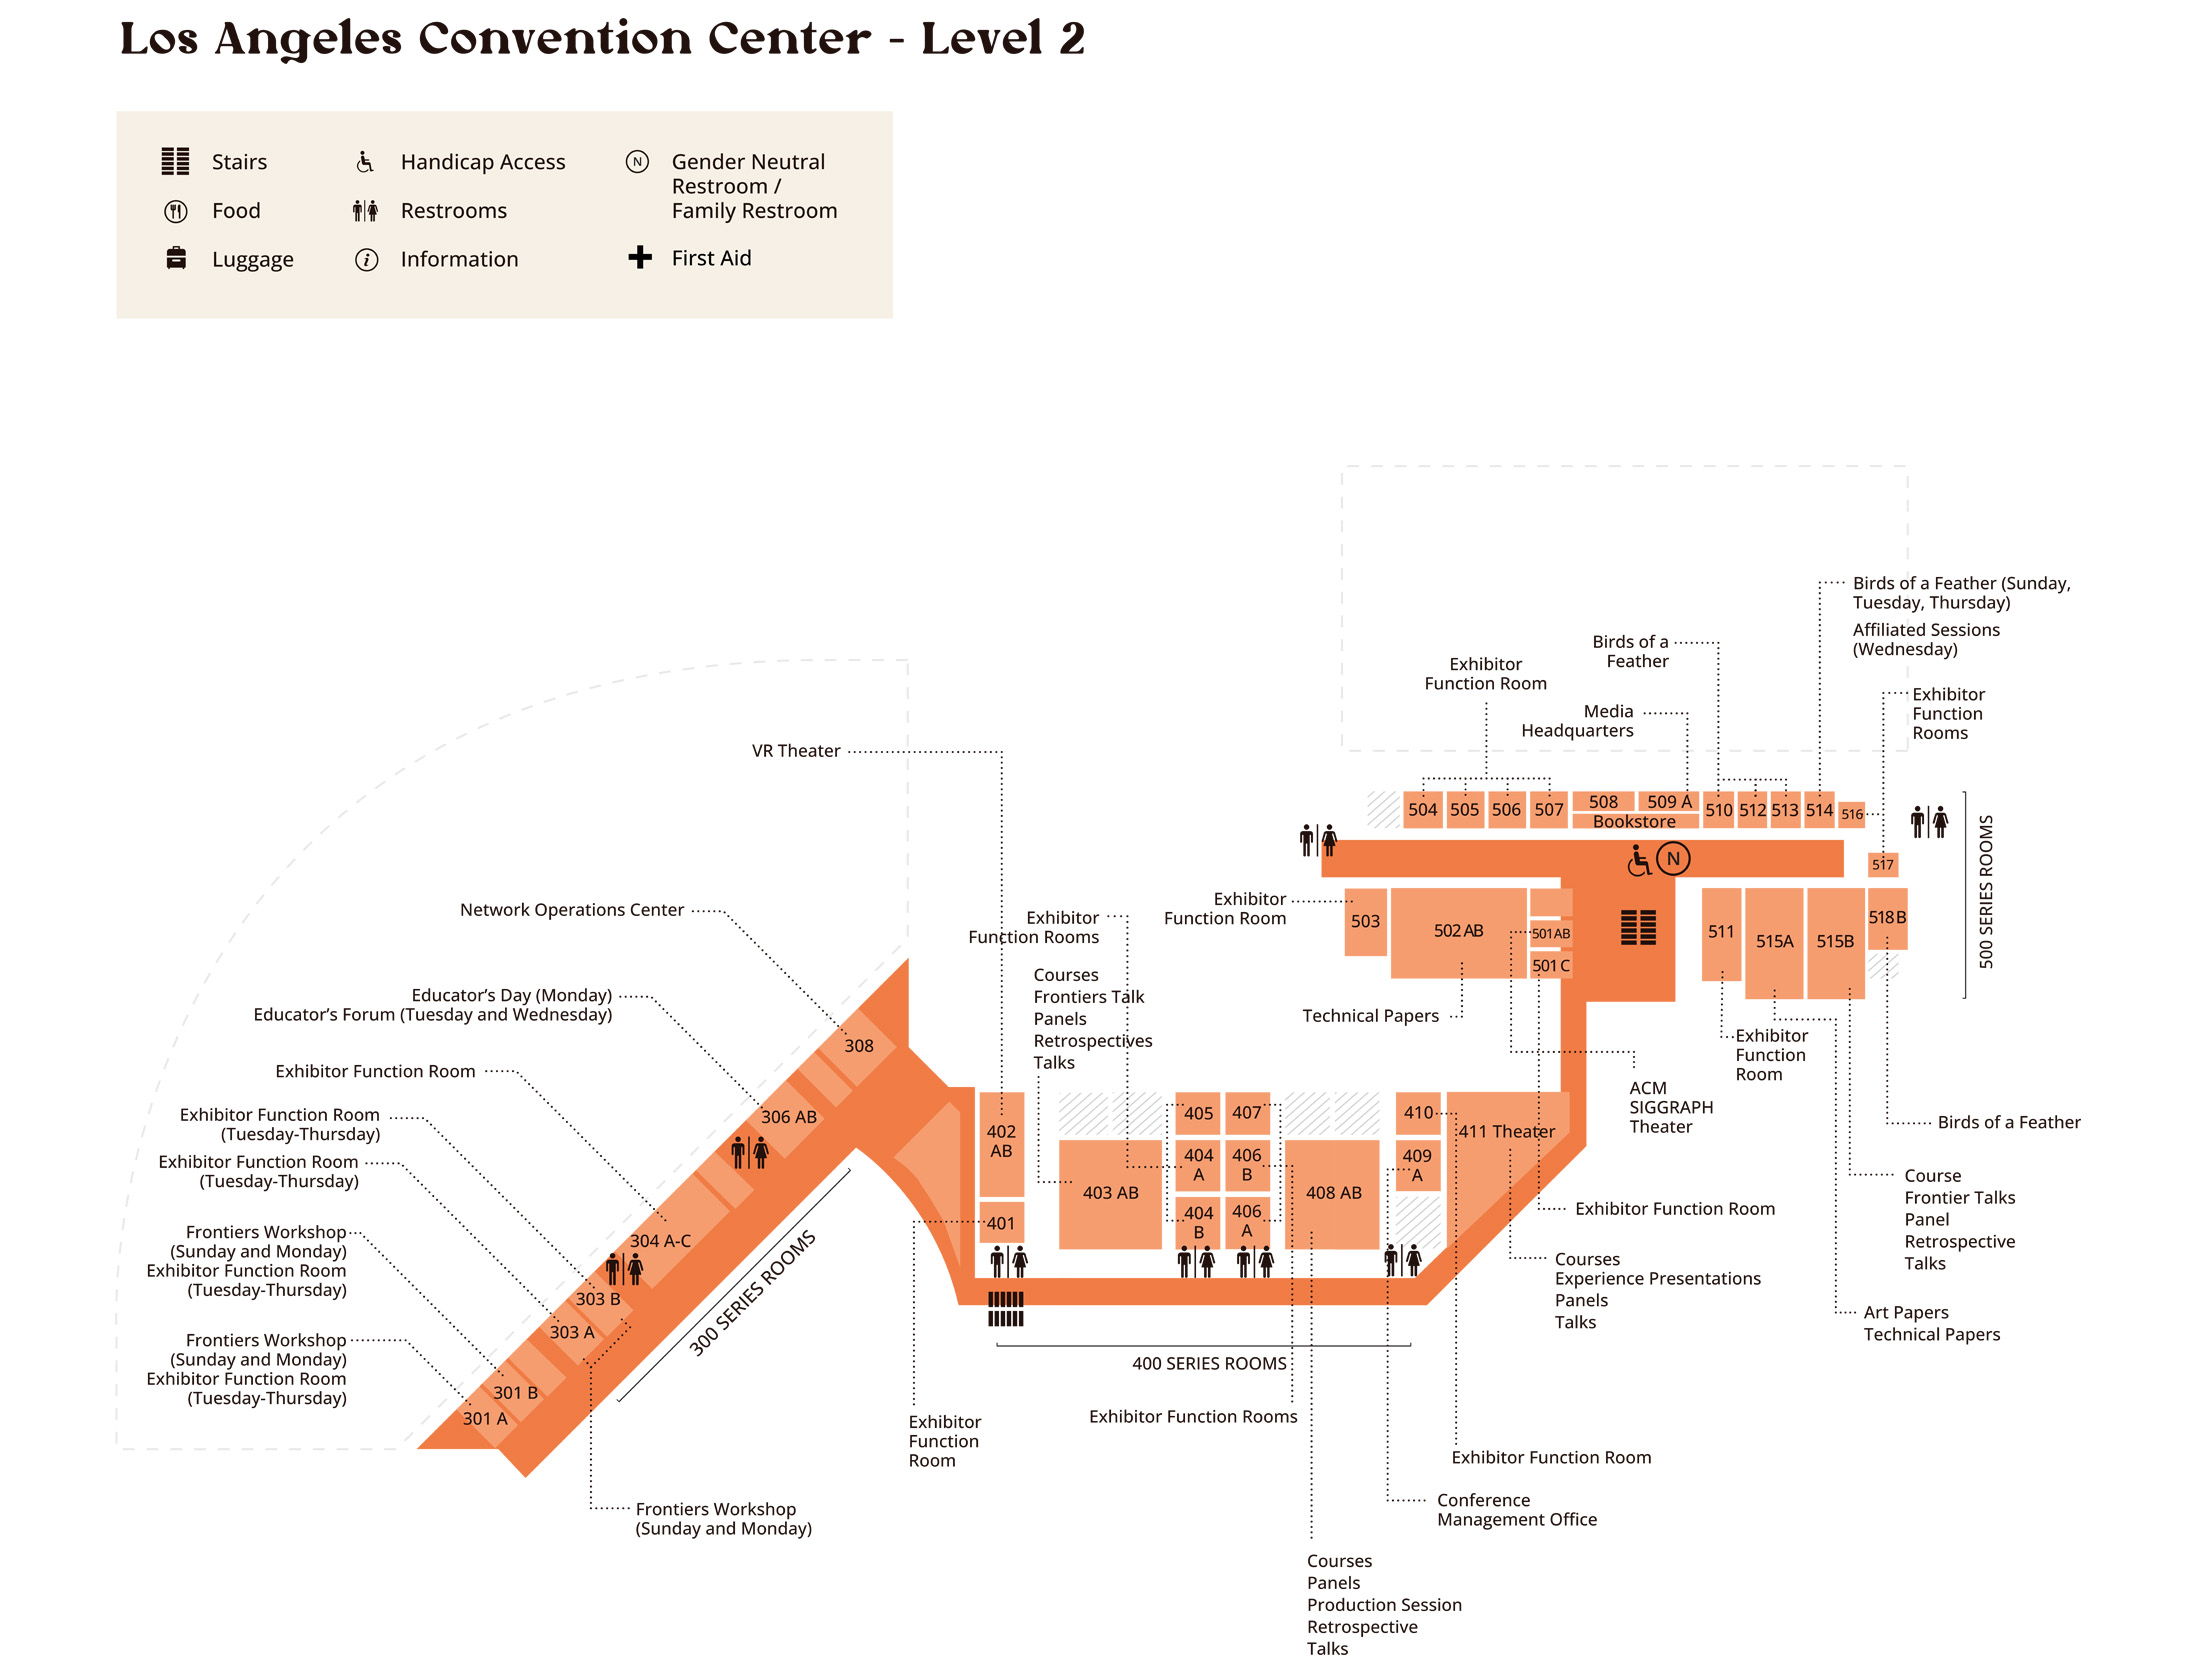 Los Angeles Convention Center - Level 2
Stairs
Handicap Access
N
Gender Neutral
Restroom /
Family Restroom
Food
Restrooms
Luggage
i
Information
First Aid
Birds of a Feather (Sunday,
Tuesday, Thursday)
Affiliated Sessions
(Wednesday)
Birds of a
Feather
Exhibitor
Function Room
Exhibitor
Function
Rooms
Media
Headquarters
VR Theater
504
505
506
507
508
509 A
Bookstore
510
512
513
514
516
517
N
500 SERIES ROOMS
Exhibitor
Function Room
503
502 AB
501 AB
501 C
511
515A
515B
518B
Network Operations Center
Exhibitor
Function Rooms
Courses
Frontiers Talk
Panels
Retrospectives
Talks
Technical Papers
Educator's Day (Monday)
Educator's Forum (Tuesday and Wednesday)
Exhibitor
Function
Room
ACM
SIGGRAPH
Theater
Birds of a Feather
308
Exhibitor Function Room
306 AB
Exhibitor Function Room
(Tuesday-Thursday)
Exhibitor Function Room
(Tuesday-Thursday)
402
AB
401
403 AB
405
404
A
404
B
407
406
B
406
A
408 AB
410
409
A
411 Theater
Course
Frontier Talks
Panel
Retrospective
Talks
Exhibitor Function Room
Courses
Experience Presentations
Panels
Talks
Art Papers
Technical Papers
Frontiers Workshop
(Sunday and Monday)
Exhibitor Function Room
(Tuesday-Thursday)
304 A-C
303 B
303 A
300 SERIES ROOMS
Frontiers Workshop
(Sunday and Monday)
Exhibitor Function Room
(Tuesday-Thursday)
301 B
301 A
400 SERIES ROOMS
Exhibitor
Function
Room
Exhibitor Function Rooms
Exhibitor Function Room
Conference
Management Office
Frontiers Workshop
(Sunday and Monday)
Courses
Panels
Production Session
Retrospective
Talks